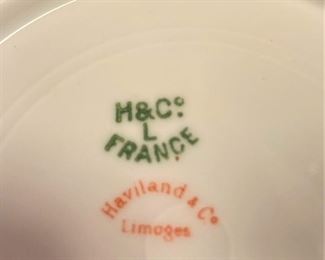 H&Cº
L
FRANCE
Haviland & Cº
Limoges